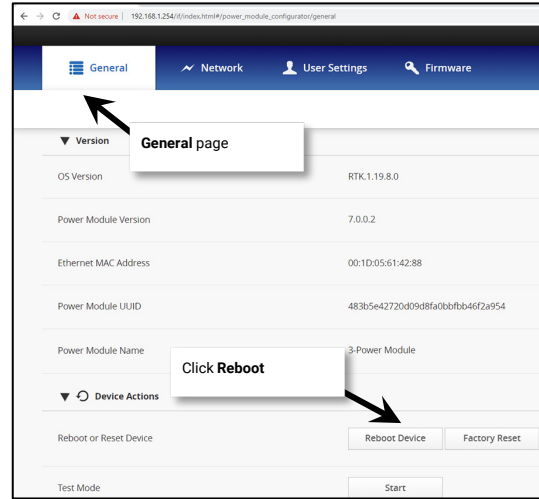 Not secure | 192.168.1.254/if/index.html#/power_module_configurator/general
General Network User Settings Firmware
General page
Version
OS Version RTK.1.19.8.0
Power Module Version 7.0.0.2
Ethernet MAC Address 00:1D:05:61:42:88
Power Module UUID 483b5e42720d09d8fa0bbfbb46f2a954
Power Module Name 3-Power Module
Click Reboot
Device Actions
Reboot or Reset Device Reboot Device Factory Reset
Test Mode Start